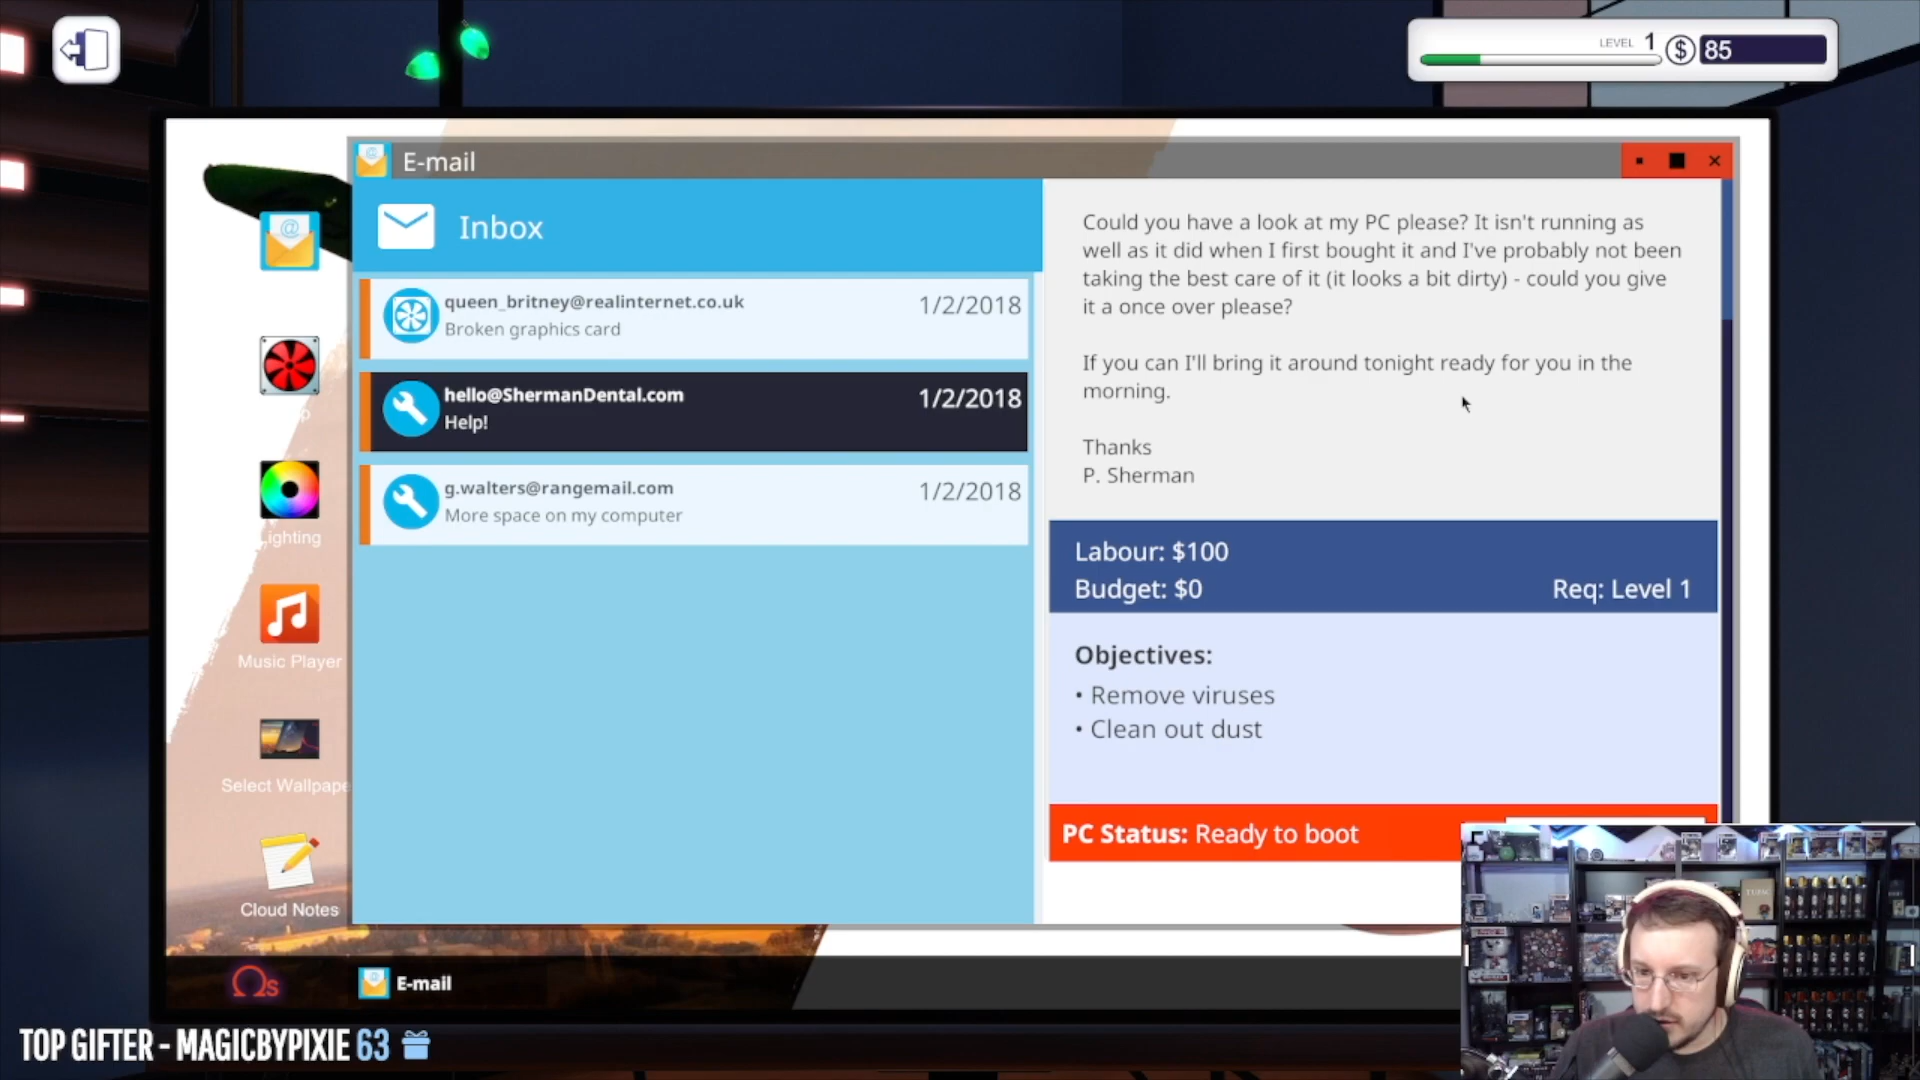 LEVEL 1
$ 85
E-mail
Inbox
queen_britney@realinternet.co.uk
1/2/2018
Broken graphics card
hello@ShermanDental.com
1/2/2018
Help!
g.walters@rangemail.com
1/2/2018
More space on my computer
Could you have a look at my PC please? It isn't running as
well as it did when I first bought it and I've probably not been
taking the best care of it (it looks a bit dirty) - could you give
it a once over please?
If you can I'll bring it around tonight ready for you in the
morning.
Thanks
P. Sherman
Labour: $100
Budget: $0
Req: Level 1
Objectives:
• Remove viruses
• Clean out dust
PC Status: Ready to boot
ighting
Music Player
Select Wallpape
Cloud Notes
Ωs
E-mail
TOP GIFTER - MAGICBYPIXIE 63